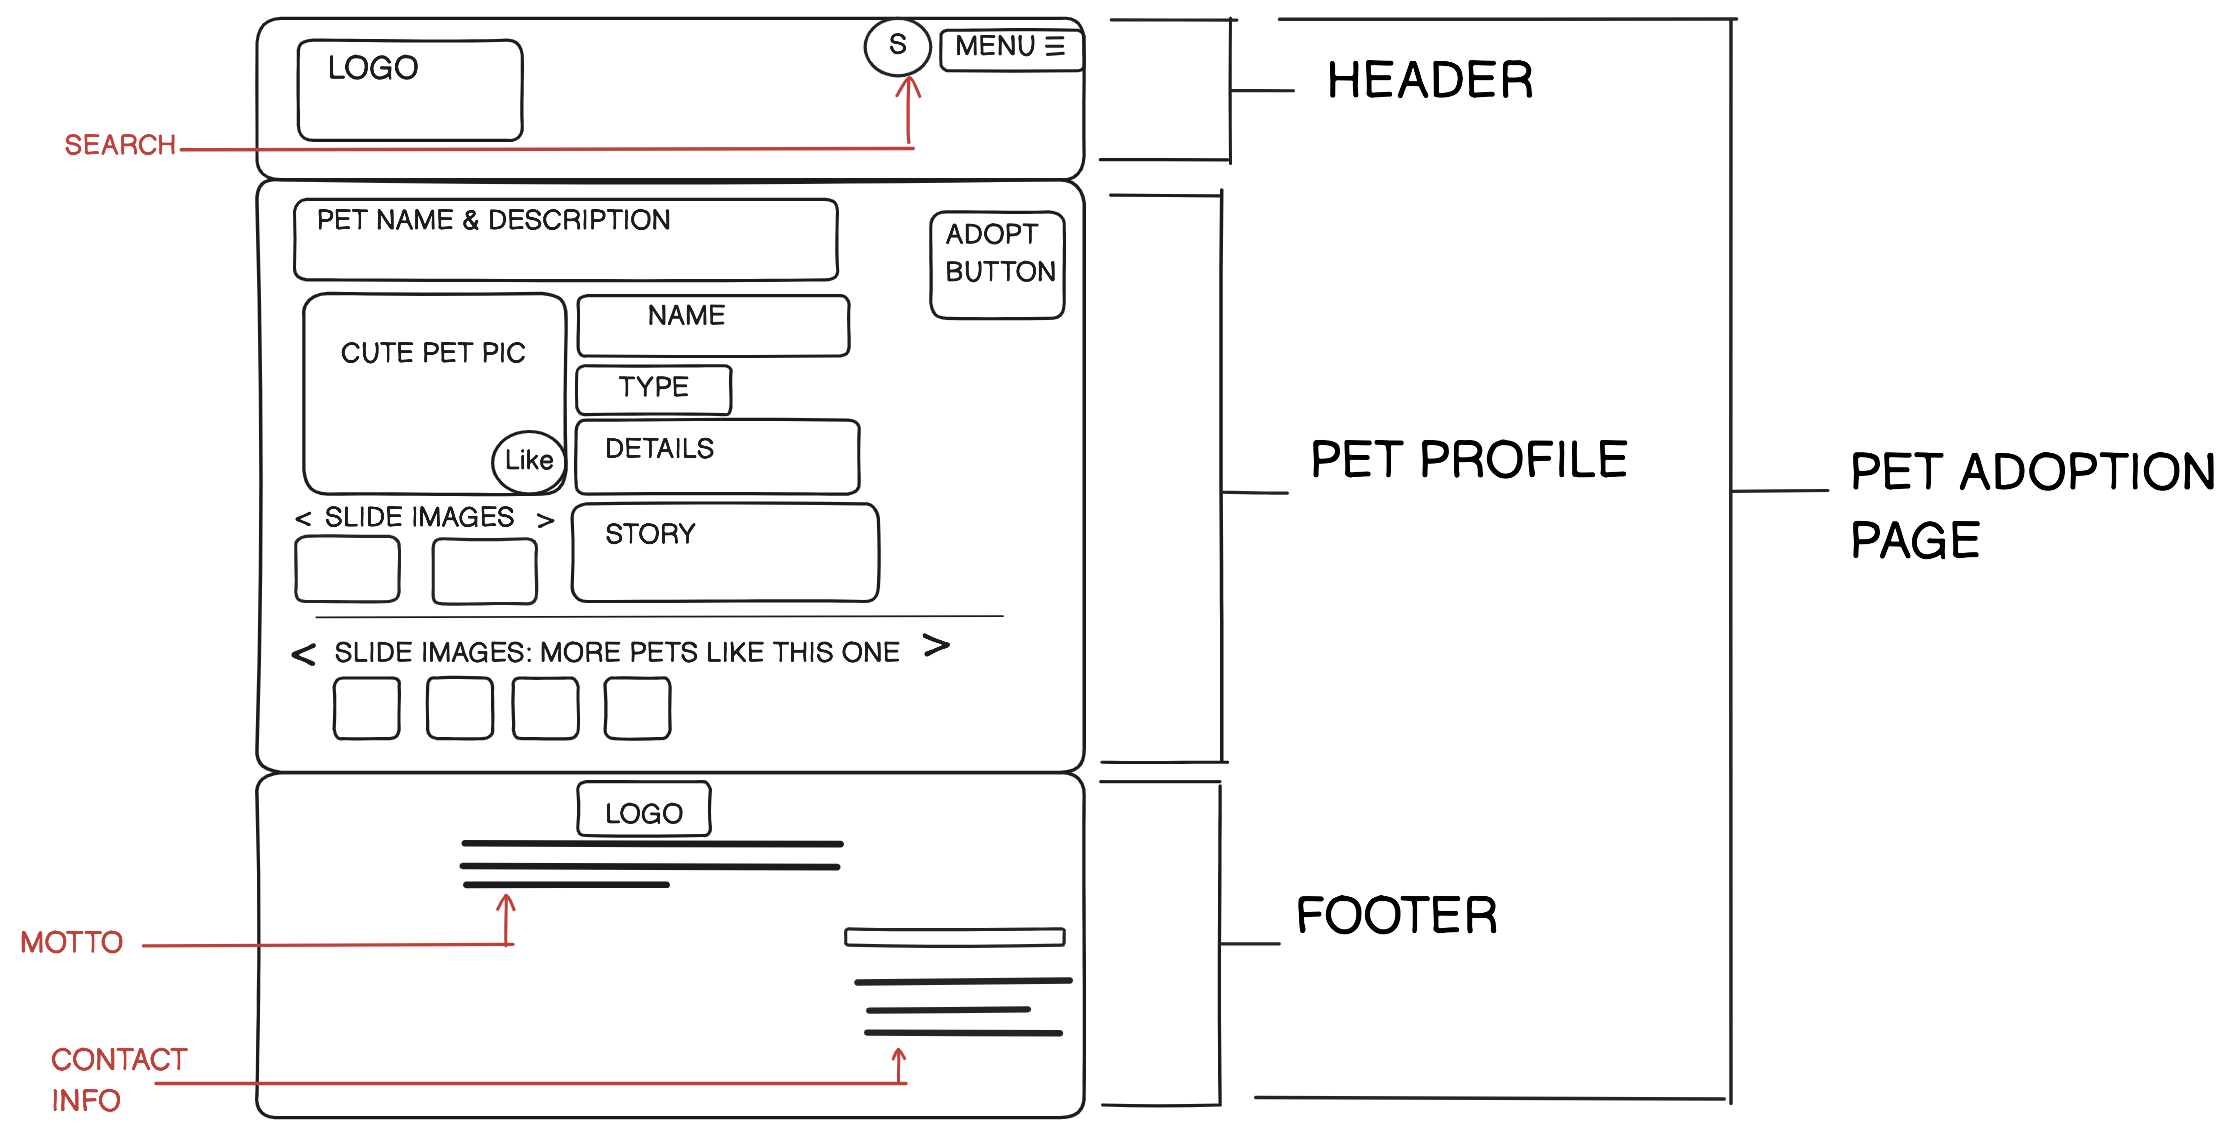 LOGO
S
MENU ☰
HEADER
SEARCH
PET NAME & DESCRIPTION
ADOPT
BUTTON
NAME
CUTE PET PIC
TYPE
DETAILS
Like
PET PROFILE
PET ADOPTION
PAGE
< SLIDE IMAGES >
STORY
< SLIDE IMAGES: MORE PETS LIKE THIS ONE >
LOGO
FOOTER
MOTTO
CONTACT
INFO